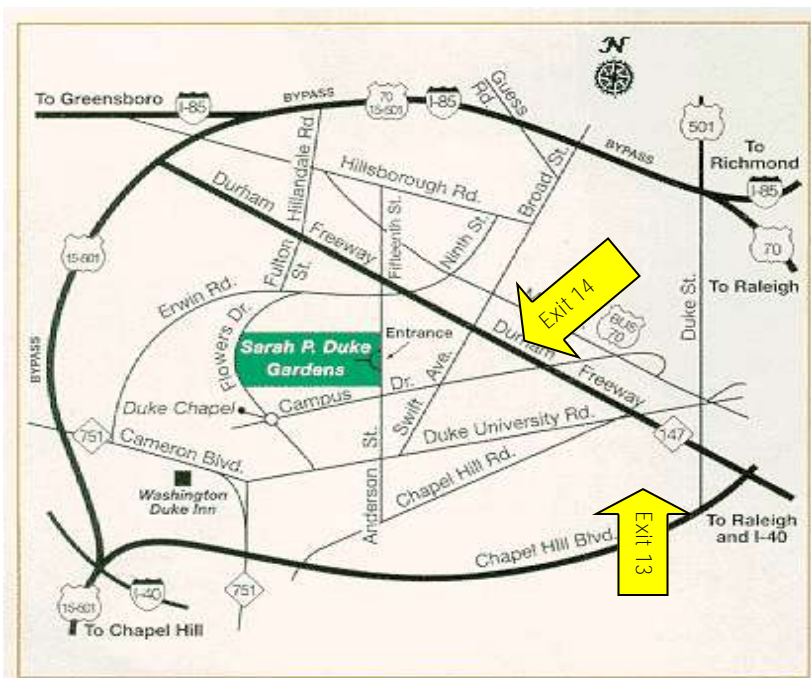 N
To Greensboro
I-85
BYPASS
70
15-501
I-85
Guess
Rd.
501
To
Richmond
BYPASS
I-85
70
To Raleigh
Hillandale Rd.
Hillsborough Rd.
Broad St.
Durham
Freeway
Fifteenth St.
Ninth St.
Fulton
St.
15-501
Erwin Rd.
Flowers Dr.
Exit 14
BUS
70
Duke St.
Sarah P. Duke
Gardens
Entrance
Durham
Freeway
BYPASS
Duke Chapel
Campus
Dr.
Swift Ave.
Duke University Rd.
751
Cameron Blvd.
147
Washington
Duke Inn
Anderson St.
Chapel Hill Rd.
Exit 13
To Raleigh
and I-40
Chapel Hill Blvd.
751
I-40
15-501
To Chapel Hill